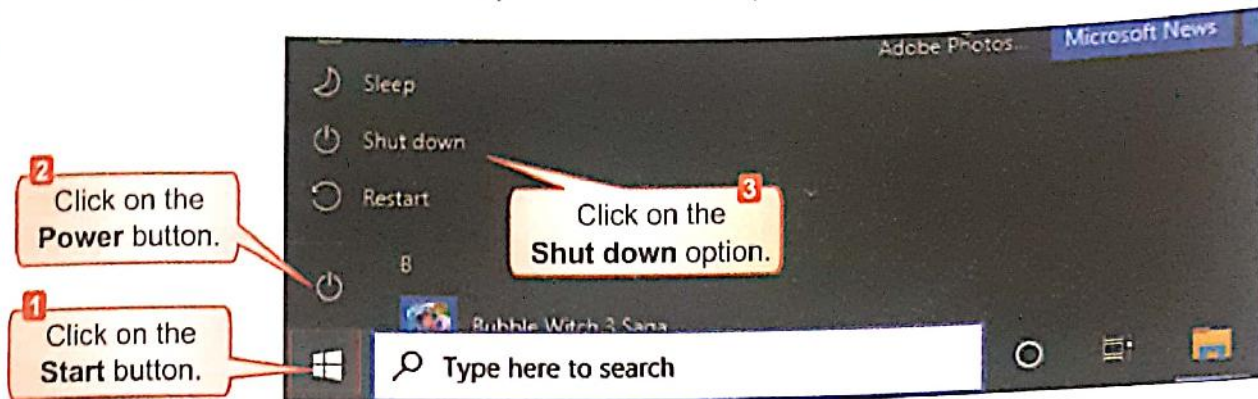 Adobe Photos...
Microsoft News
Sleep
Shut down
Restart
2
Click on the
Power button.
3
Click on the
Shut down option.
B
Bubble Witch 3 Saga
1
Click on the
Start button.
Type here to search